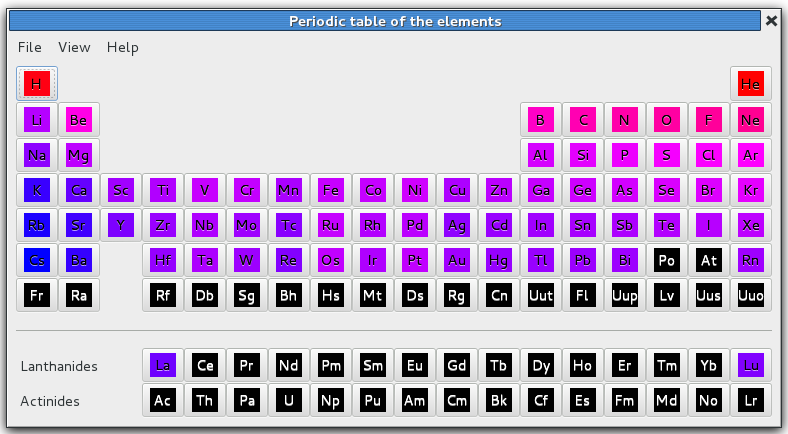 Periodic table of the elements
File View Help
H He
Li Be B C N O F Ne
Na Mg Al Si P S Cl Ar
K Ca Sc Ti V Cr Mn Fe Co Ni Cu Zn Ga Ge As Se Br Kr
Rb Sr Y Zr Nb Mo Tc Ru Rh Pd Ag Cd In Sn Sb Te I Xe
Cs Ba Hf Ta W Re Os Ir Pt Au Hg Tl Pb Bi Po At Rn
Fr Ra Rf Db Sg Bh Hs Mt Ds Rg Cn Uut Fl Uup Lv Uus Uuo
Lanthanides La Ce Pr Nd Pm Sm Eu Gd Tb Dy Ho Er Tm Yb Lu
Actinides Ac Th Pa U Np Pu Am Cm Bk Cf Es Fm Md No Lr